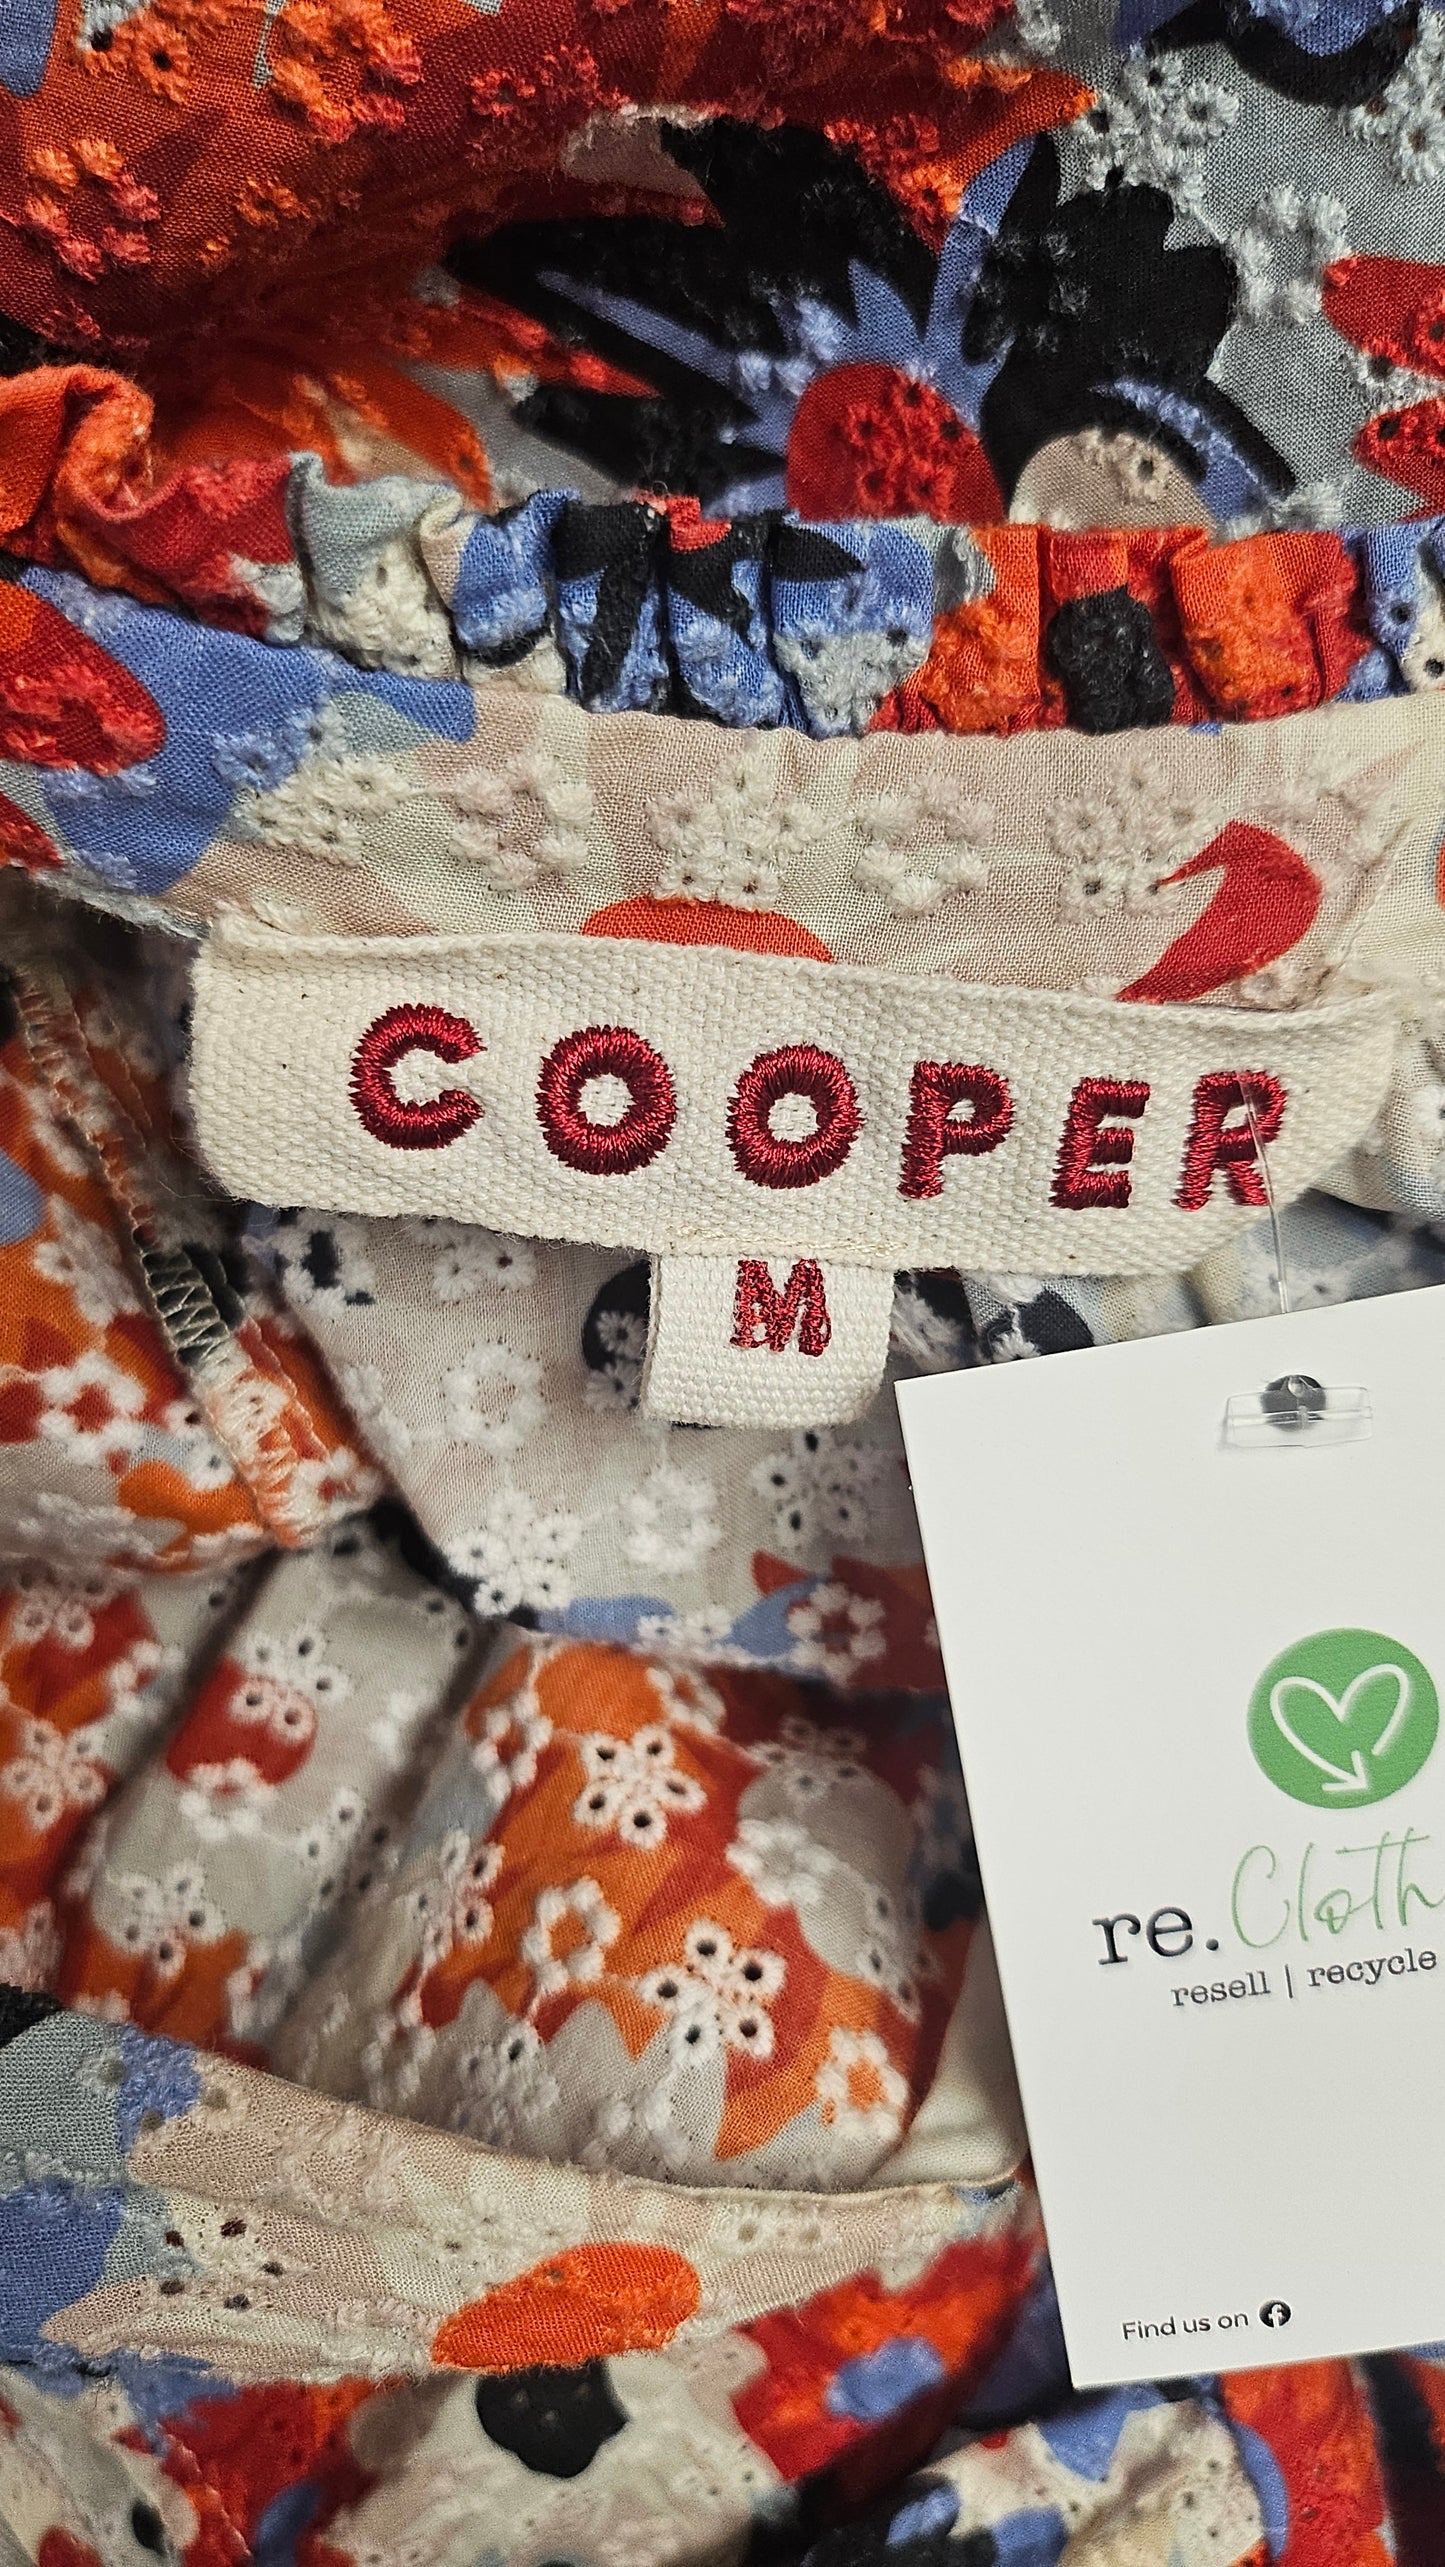 COOPER
M
re.Cloth
resell | recycle
Find us on